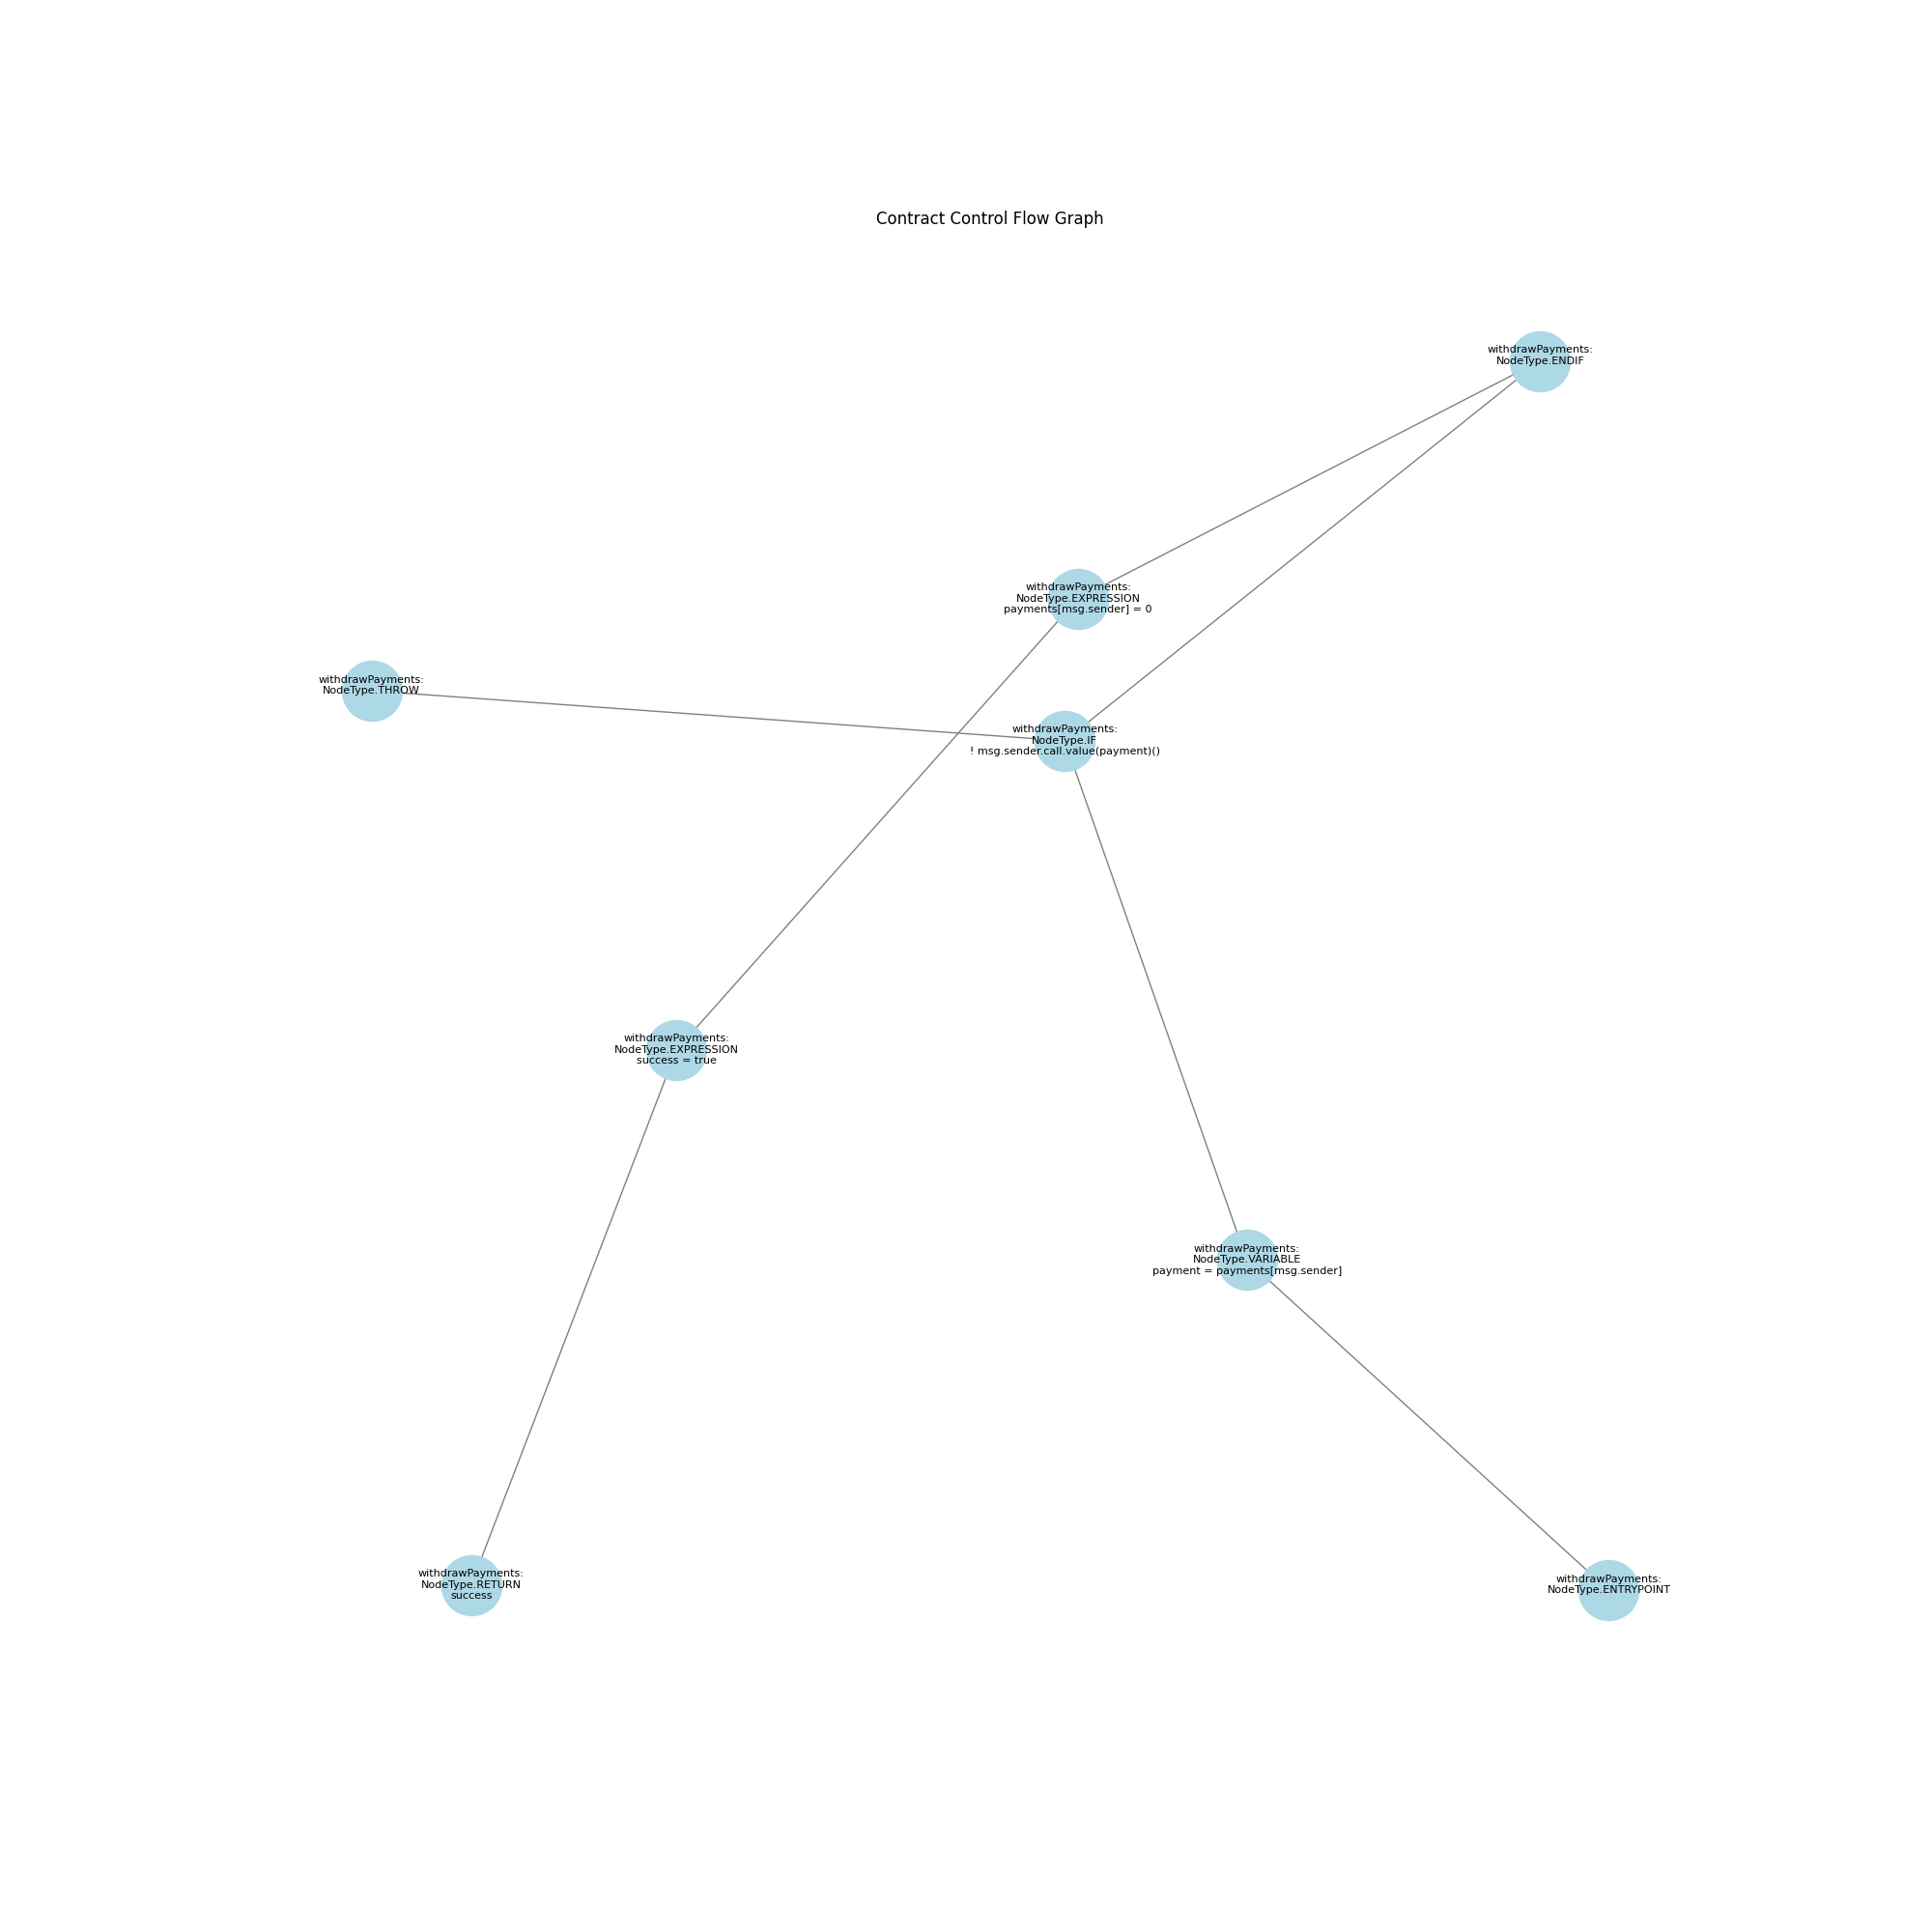 Contract Control Flow Graph
withdrawPayments:
NodeType.ENDIF
withdrawPayments:
NodeType.EXPRESSION
payments[msg.sender] = 0
withdrawPayments:
NodeType.THROW
withdrawPayments:
NodeType.IF
! msg.sender.call.value(payment)()
withdrawPayments:
NodeType.EXPRESSION
success = true
withdrawPayments:
NodeType.VARIABLE
payment = payments[msg.sender]
withdrawPayments:
NodeType.RETURN
success
withdrawPayments:
NodeType.ENTRYPOINT